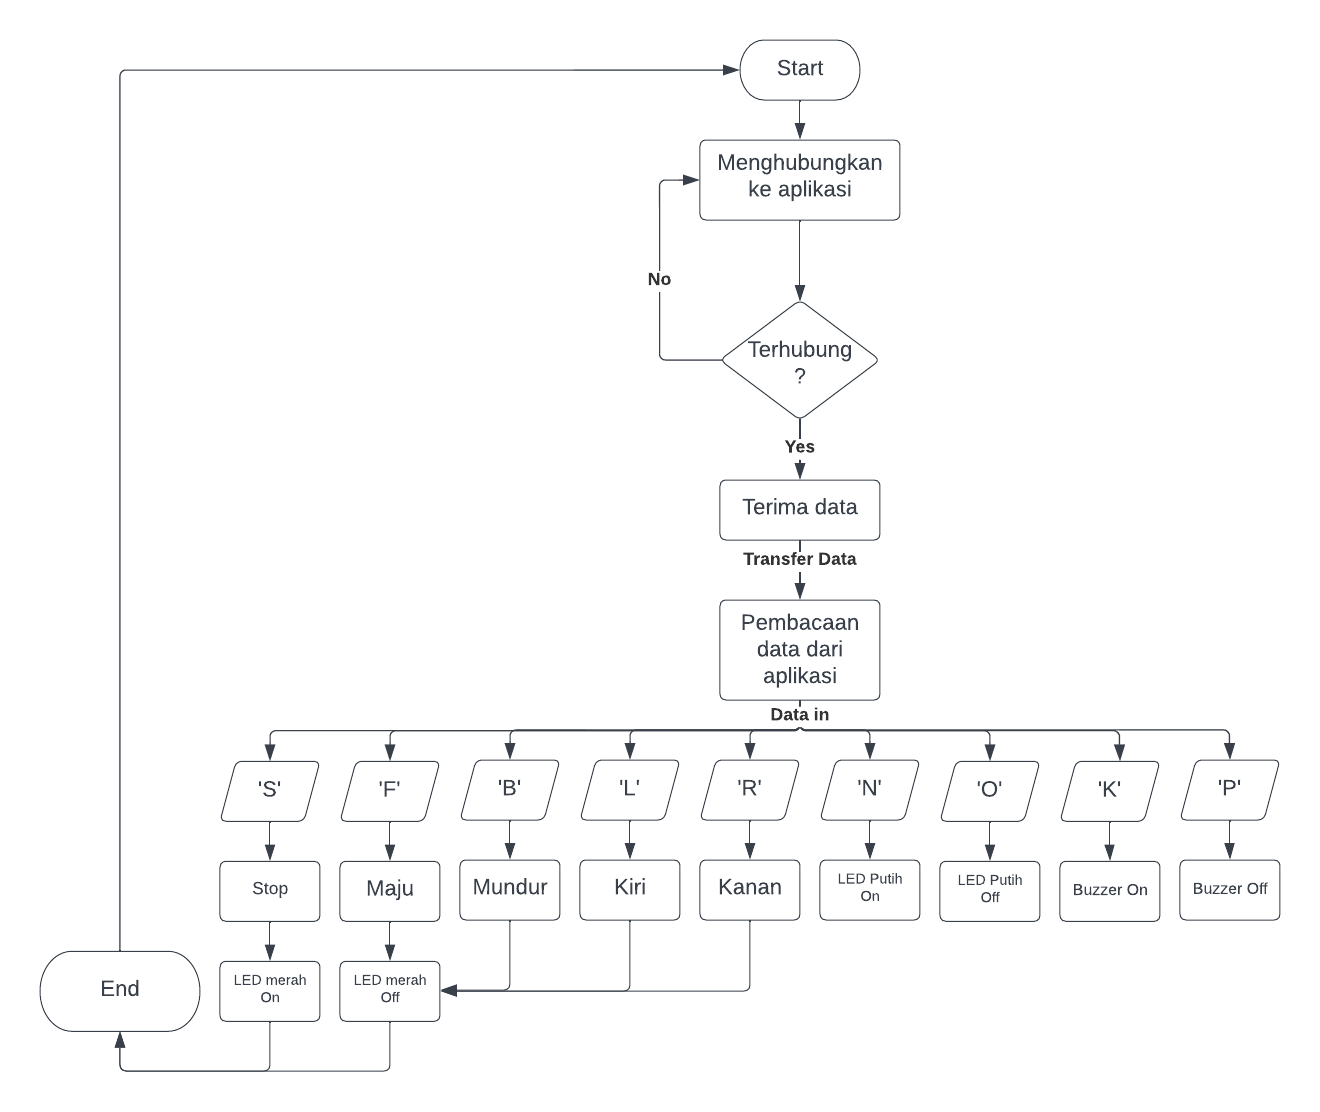 Start
Menghubungkan
ke aplikasi
No
Terhubung
?
Yes
Terima data
Transfer Data
Pembacaan
data dari
aplikasi
Data in
'S'
'F'
'B'
'L'
'R'
'N'
'O'
'K'
'P'
Stop
Maju
Mundur
Kiri
Kanan
LED Putih
On
LED Putih
Off
Buzzer On
Buzzer Off
End
LED merah
On
LED merah
Off